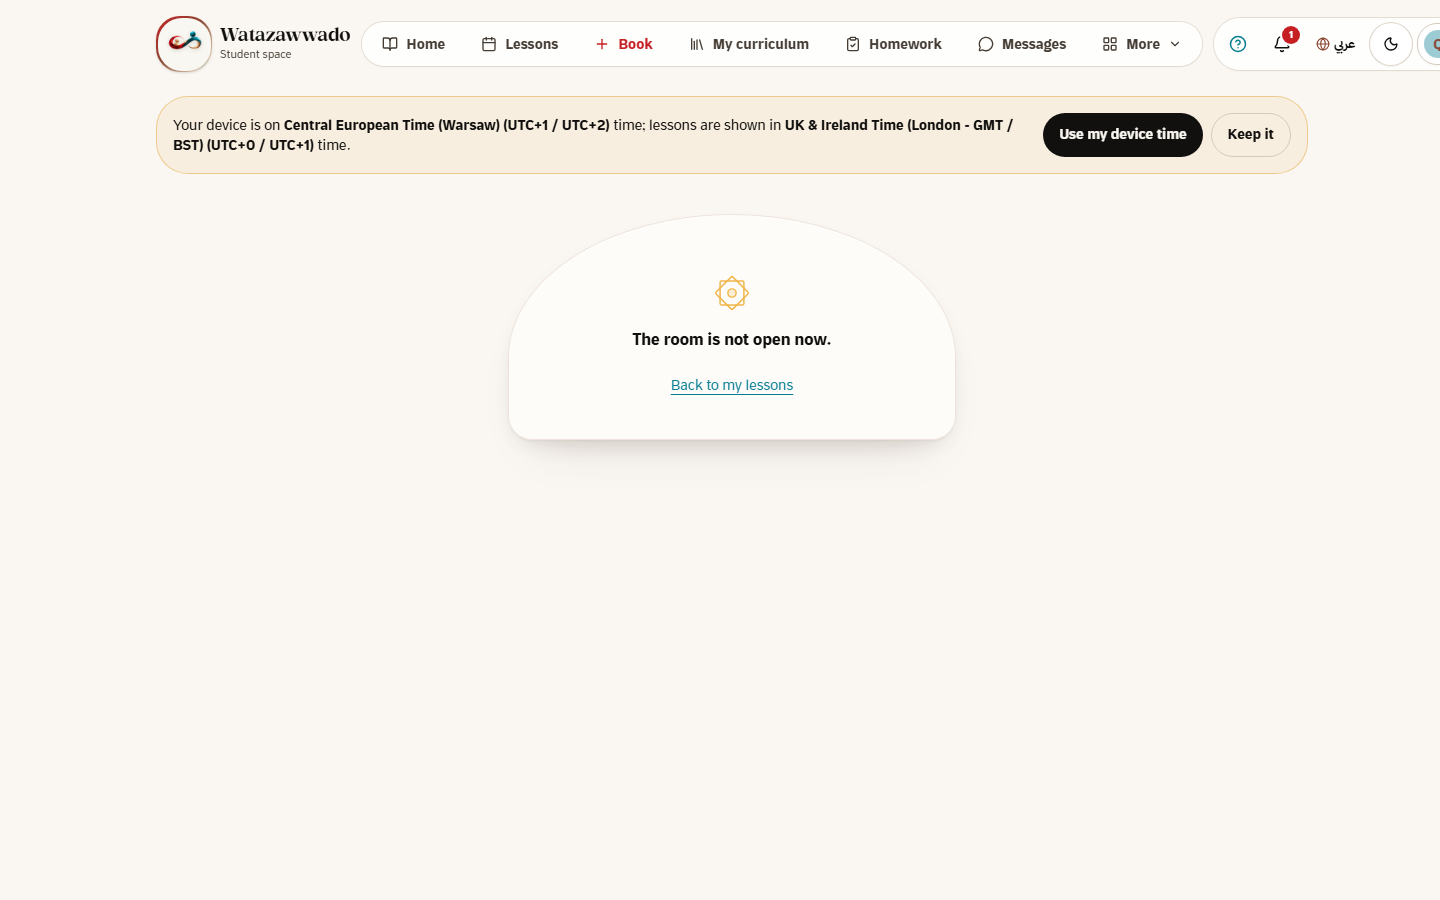 Watazawwado
Student space
Home
Lessons
Book
My curriculum
Homework
Messages
More
1
عربي
Your device is on Central European Time (Warsaw) (UTC+1 / UTC+2) time; lessons are shown in UK & Ireland Time (London - GMT /
BST) (UTC+0 / UTC+1) time.
Use my device time
Keep it
The room is not open now.
Back to my lessons